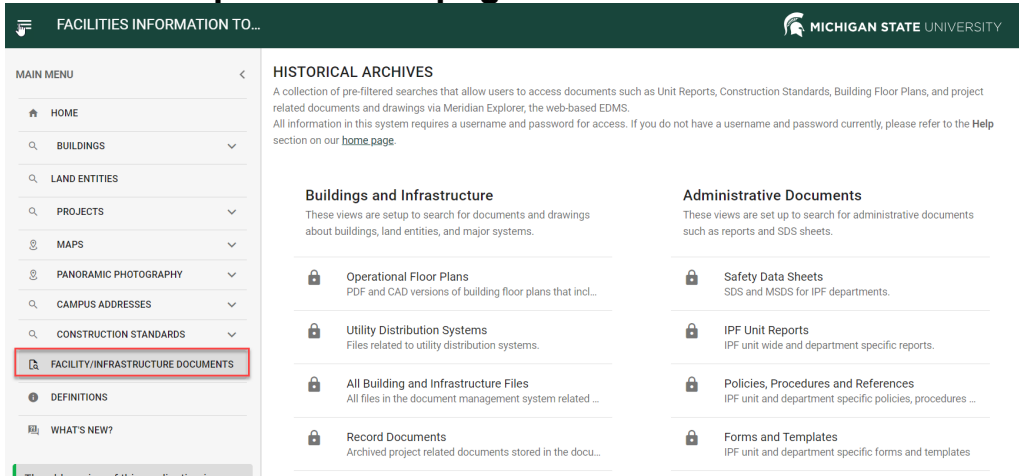 FACILITIES INFORMATION TO...
MICHIGAN STATE UNIVERSITY
MAIN MENU
HOME
BUILDINGS
LAND ENTITIES
PROJECTS
MAPS
PANORAMIC PHOTOGRAPHY
CAMPUS ADDRESSES
CONSTRUCTION STANDARDS
FACILITY/INFRASTRUCTURE DOCUMENTS
DEFINITIONS
WHAT'S NEW?
HISTORICAL ARCHIVES
A collection of pre-filtered searches that allow users to access documents such as Unit Reports, Construction Standards, Building Floor Plans, and project
related documents and drawings via Meridian Explorer, the web-based EDMS.
All information in this system requires a username and password for access. If you do not have a username and password currently, please refer to the Help
section on our home page.
Buildings and Infrastructure
These views are setup to search for documents and drawings
about buildings, land entities, and major systems.
Operational Floor Plans
PDF and CAD versions of building floor plans that incl...
Utility Distribution Systems
Files related to utility distribution systems.
All Building and Infrastructure Files
All files in the document management system related ...
Record Documents
Archived project related documents stored in the docu...
Administrative Documents
These views are set up to search for administrative documents
such as reports and SDS sheets.
Safety Data Sheets
SDS and MSDS for IPF departments.
IPF Unit Reports
IPF unit wide and department specific reports.
Policies, Procedures and References
IPF unit and department specific policies, procedures ...
Forms and Templates
IPF unit and department specific forms and templates